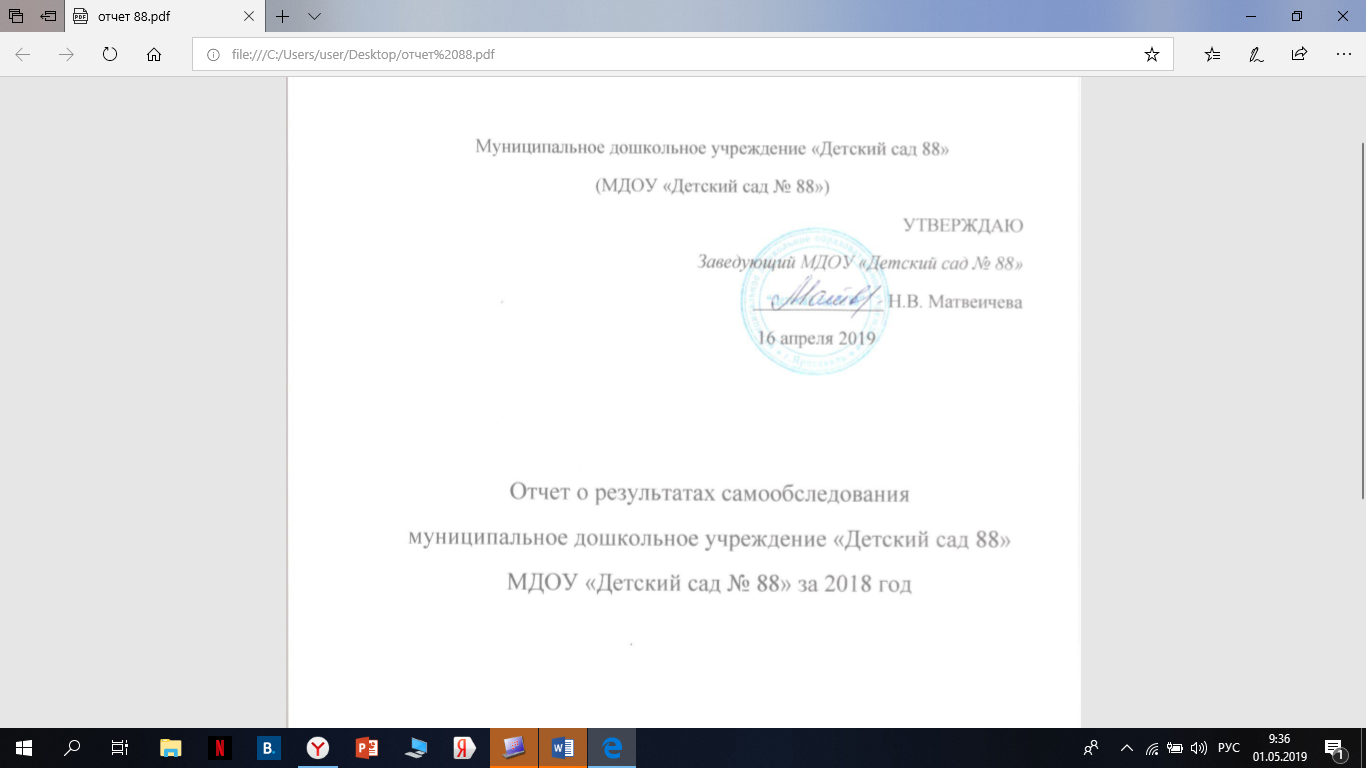 отчет 88.pdf
file:///C:/Users/user/Desktop/отчет%2088.pdf
Муниципальное дошкольное учреждение «Детский сад 88»
(МДОУ «Детский сад № 88»)
УТВЕРЖДАЮ
Заведующий МДОУ «Детский сад № 88»
Н.В. Матвеичева
16 апреля 2019
Отчет о результатах самообследования
муниципальное дошкольное учреждение «Детский сад 88»
МДОУ «Детский сад № 88» за 2018 год
РУС
9:36
01.05.2019
1